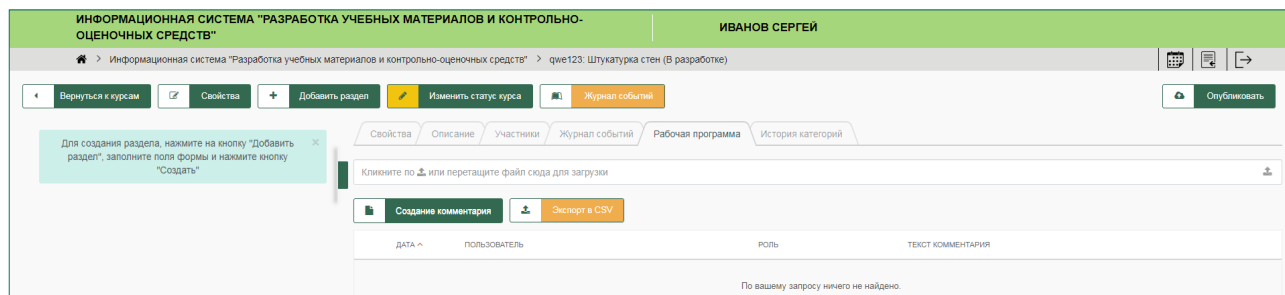 ИНФОРМАЦИОННАЯ СИСТЕМА "РАЗРАБОТКА УЧЕБНЫХ МАТЕРИАЛОВ И КОНТРОЛЬНО-
ОЦЕНОЧНЫХ СРЕДСТВ"
ИВАНОВ СЕРГЕЙ
> Информационная система "Разработка учебных материалов и контрольно-оценочных средств" > qwe123: Штукатурка стен (В разработке)
Вернуться к курсам Свойства Добавить раздел Изменить статус курса Журнал событий Опубликовать
Для создания раздела, нажмите на кнопку "Добавить
раздел", заполните поля формы и нажмите кнопку
"Создать"
Свойства Описание Участники Журнал событий Рабочая программа История категорий
Кликните по или перетащите файл сюда для загрузки
Создание комментария Экспорт в CSV
ДАТА ПОЛЬЗОВАТЕЛЬ РОЛЬ ТЕКСТ КОММЕНТАРИЯ
По вашему запросу ничего не найдено.